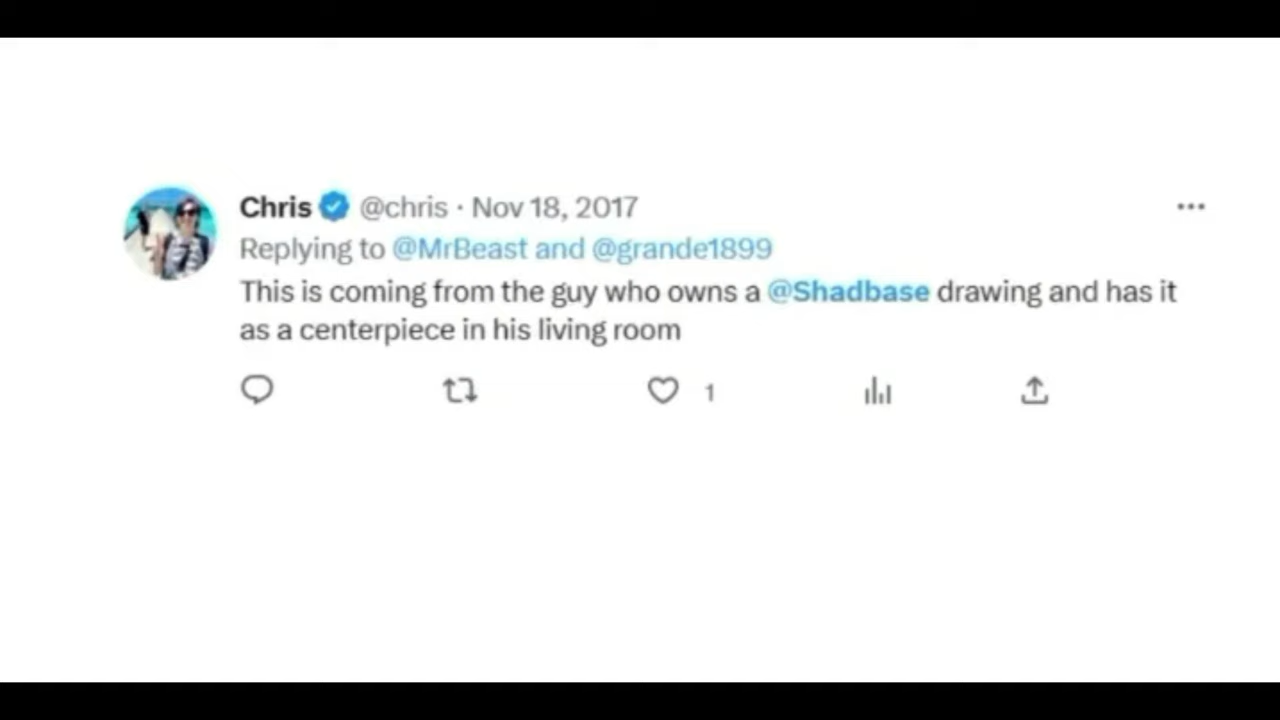 Chris @chris · Nov 18, 2017
Replying to @MrBeast and @grande1899
This is coming from the guy who owns a @Shadbase drawing and has it
as a centerpiece in his living room
1